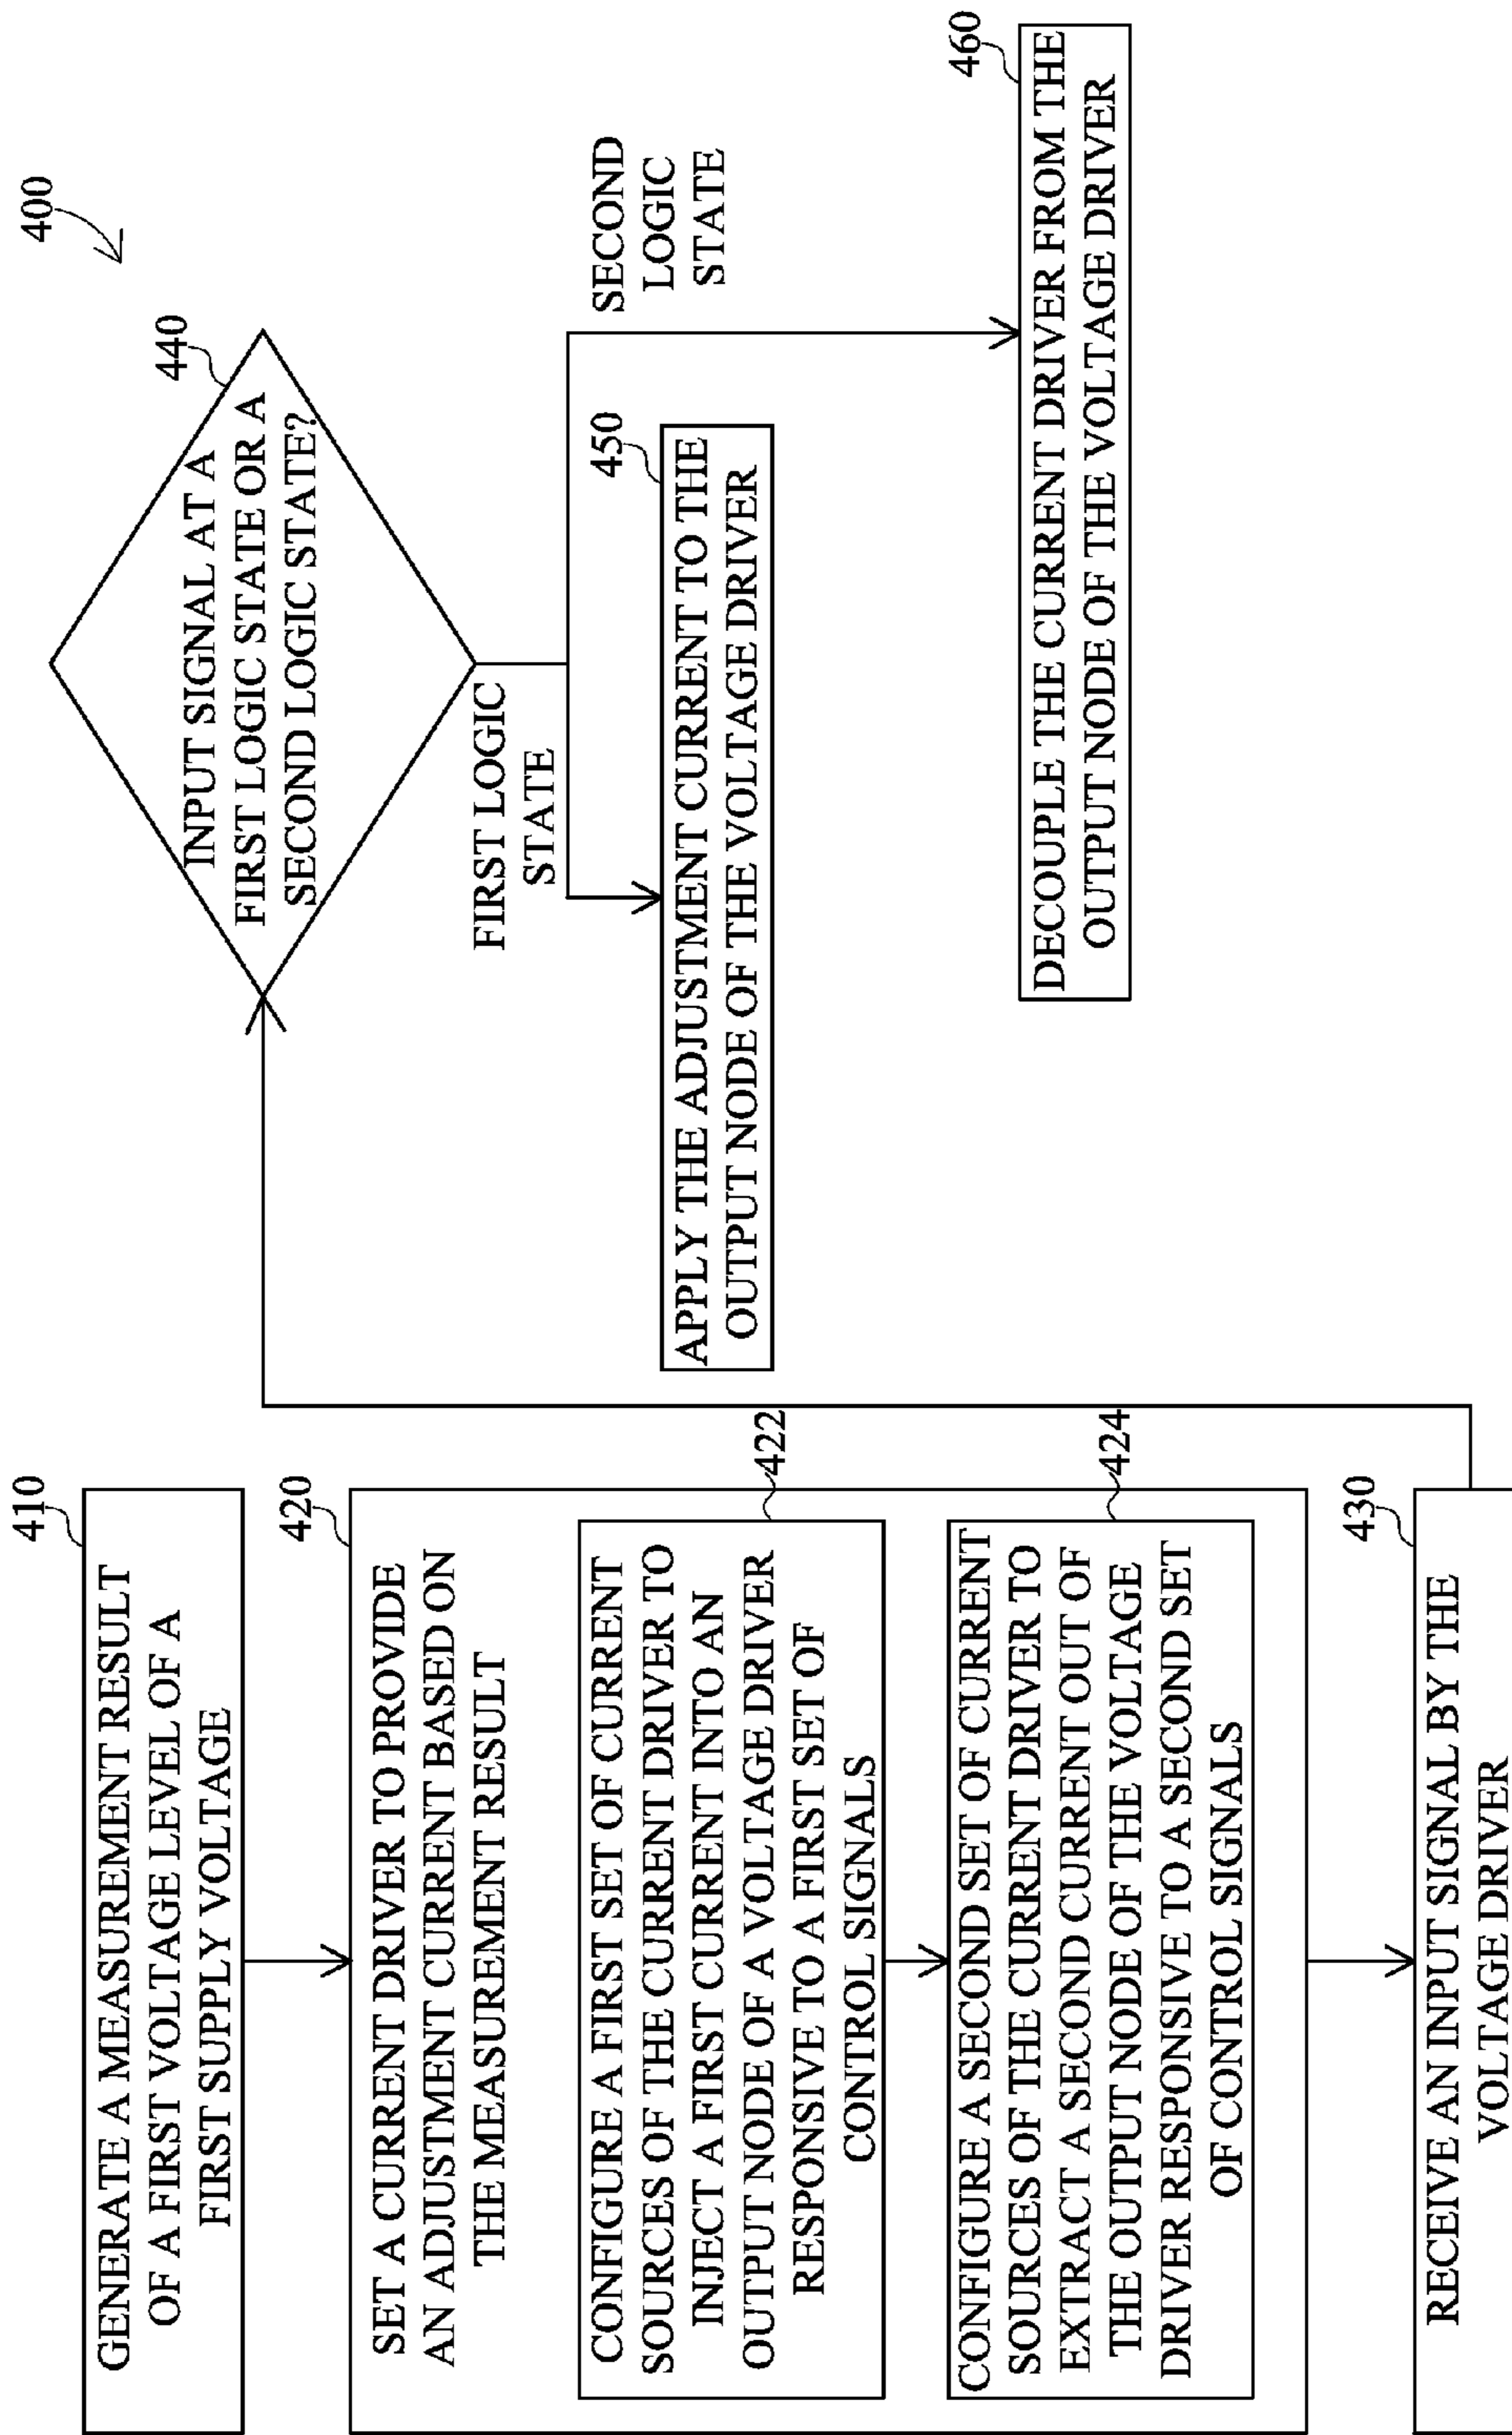 400
410
GENERATE A MEASUREMENT RESULT
OF A FIRST VOLTAGE LEVEL OF A
FIRST SUPPLY VOLTAGE
420
SET A CURRENT DRIVER TO PROVIDE
AN ADJUSTMENT CURRENT BASED ON
THE MEASUREMENT RESULT
422
CONFIGURE A FIRST SET OF CURRENT
SOURCES OF THE CURRENT DRIVER TO
INJECT A FIRST CURRENT INTO AN
OUTPUT NODE OF A VOLTAGE DRIVER
RESPONSIVE TO A FIRST SET OF
CONTROL SIGNALS
424
CONFIGURE A SECOND SET OF CURRENT
SOURCES OF THE CURRENT DRIVER TO
EXTRACT A SECOND CURRENT OUT OF
THE OUTPUT NODE OF THE VOLTAGE
DRIVER RESPONSIVE TO A SECOND SET
OF CONTROL SIGNALS
430
RECEIVE AN INPUT SIGNAL BY THE
VOLTAGE DRIVER
440
INPUT SIGNAL AT A
FIRST LOGIC STATE OR A
SECOND LOGIC STATE?
FIRST LOGIC
STATE
SECOND
LOGIC
STATE
450
APPLY THE ADJUSTMENT CURRENT TO THE
OUTPUT NODE OF THE VOLTAGE DRIVER
460
DECOUPLE THE CURRENT DRIVER FROM THE
OUTPUT NODE OF THE VOLTAGE DRIVER